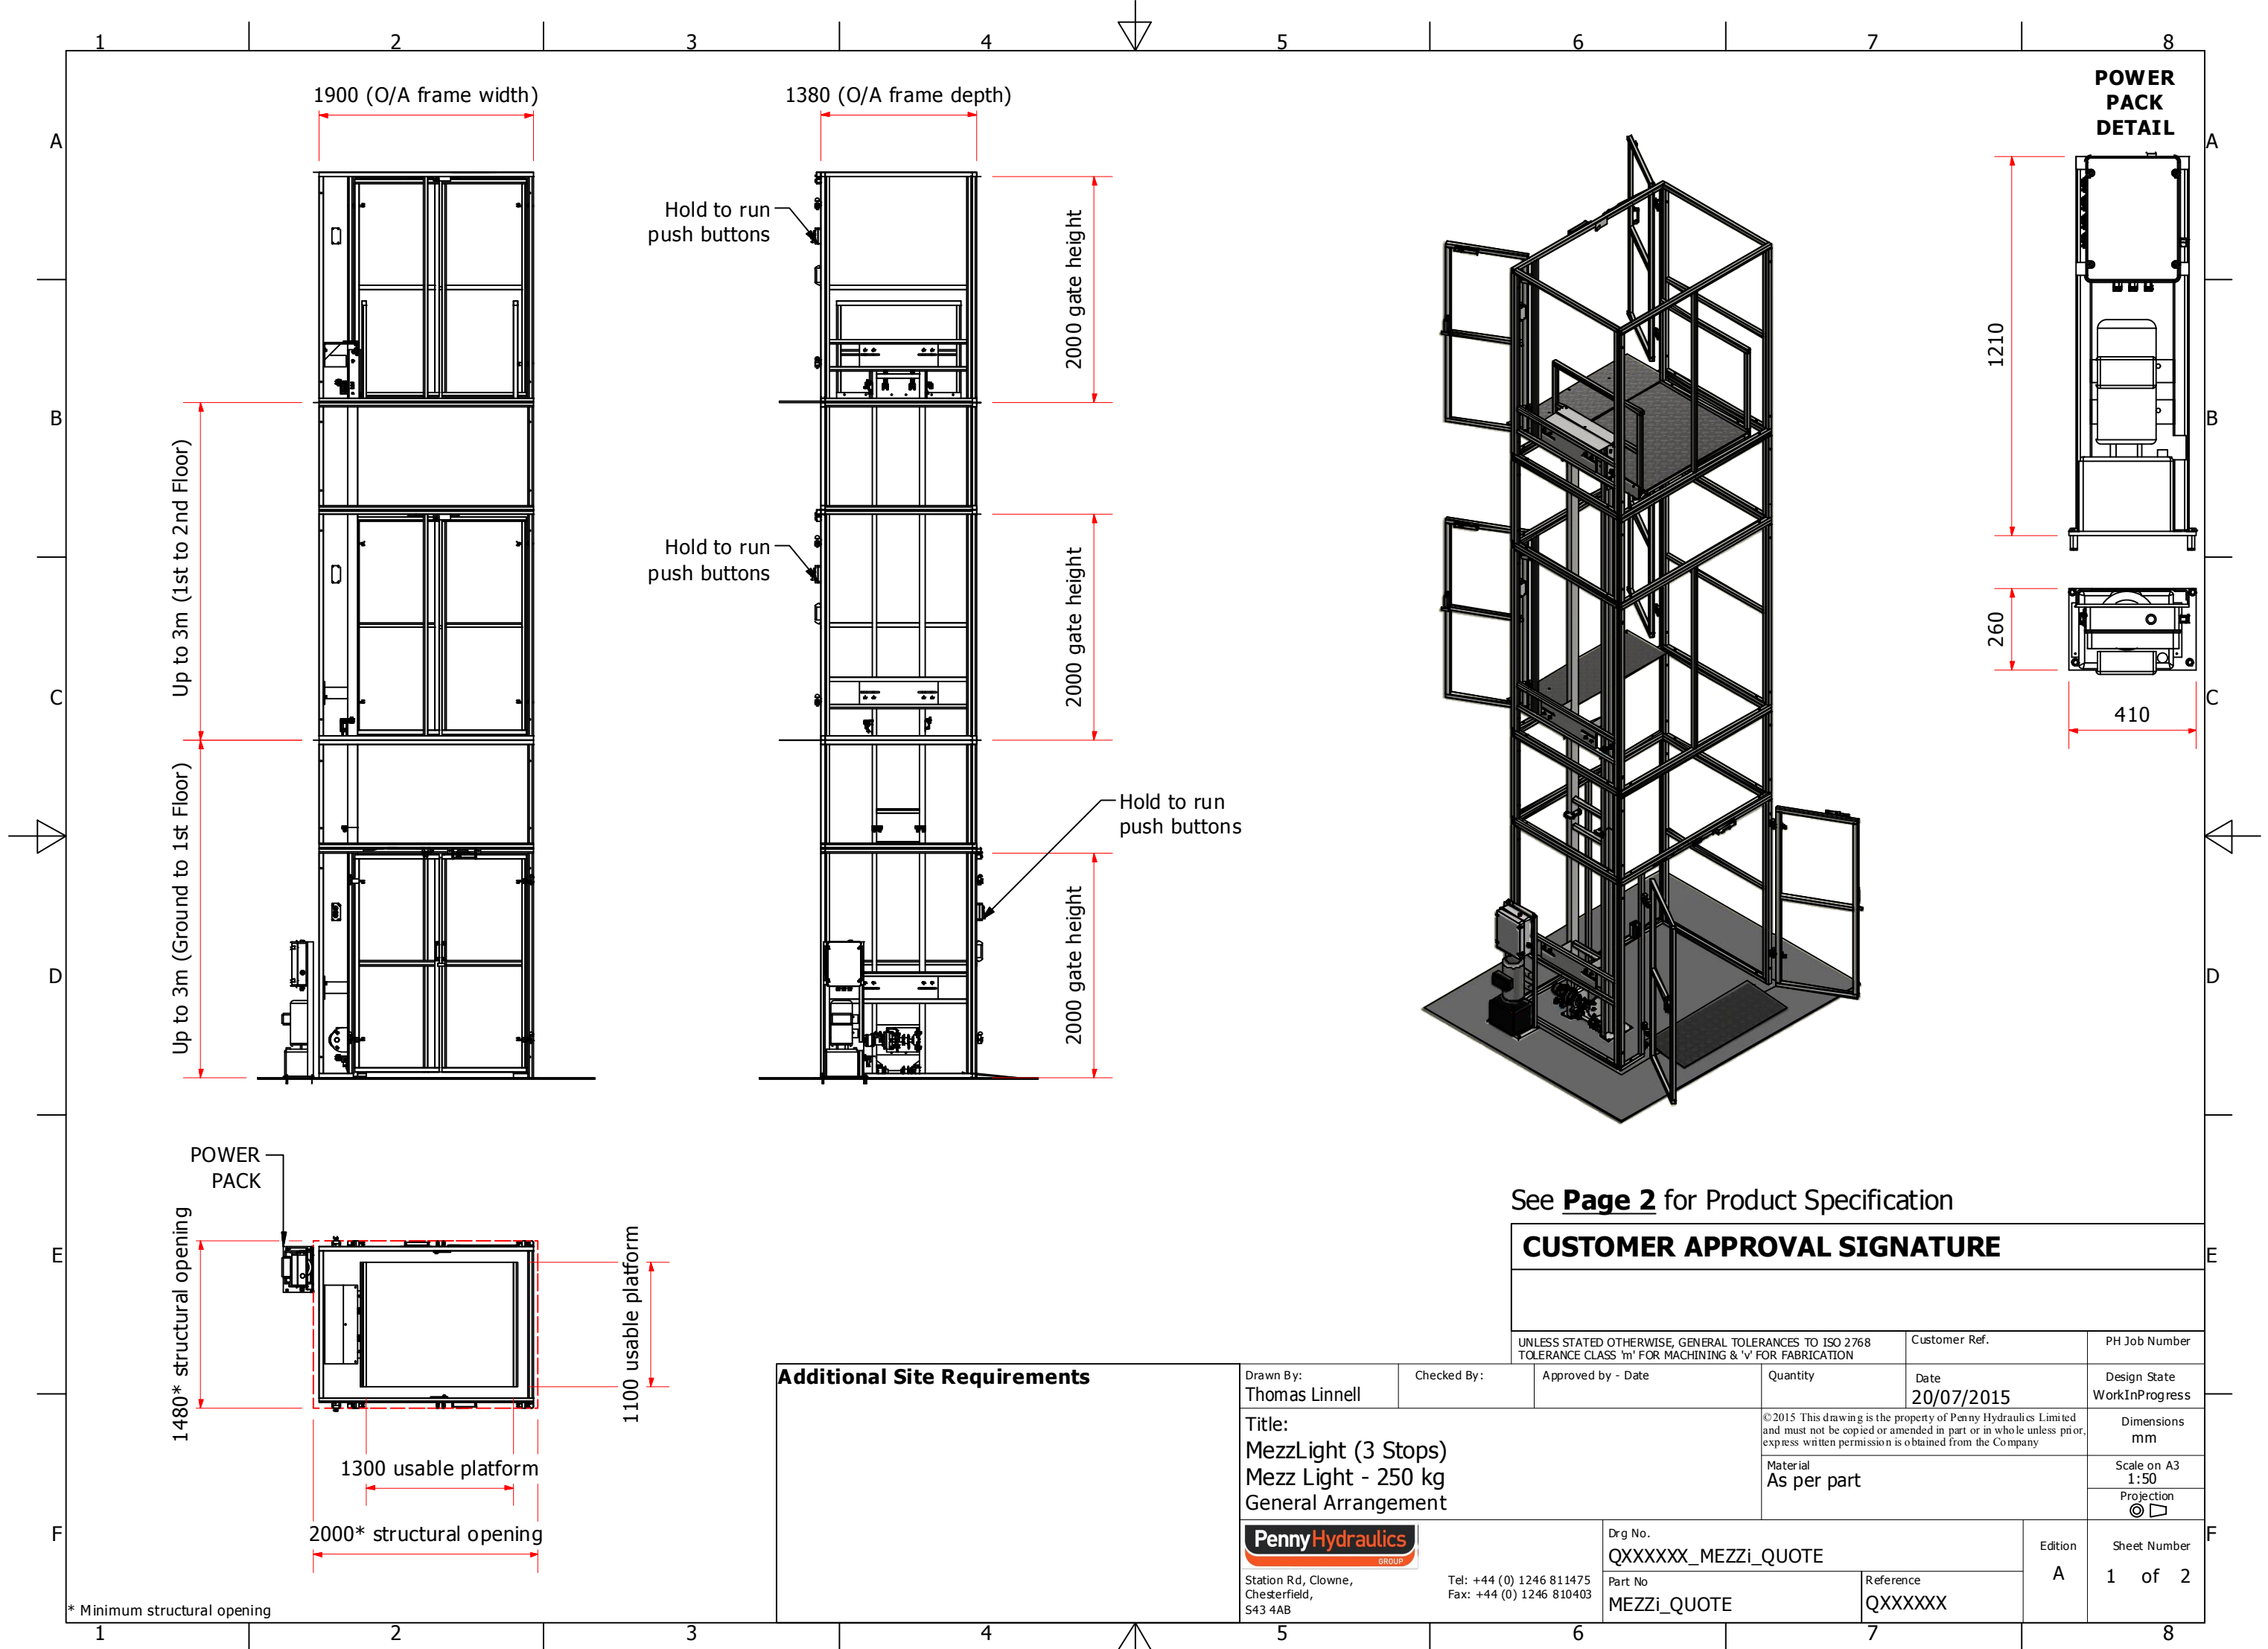 1 2 3 4 5 6 7 8
A
B
C
D
E
F
A
B
C
D
E
F
1900 (O/A frame width)
1380 (O/A frame depth)
POWER
PACK
DETAIL
Hold to run
push buttons
2000 gate height
1210
Up to 3m (1st to 2nd Floor)
Hold to run
push buttons
2000 gate height
260
410
Up to 3m (Ground to 1st Floor)
Hold to run
push buttons
2000 gate height
POWER
PACK
1480* structural opening
1100 usable platform
1300 usable platform
2000* structural opening
* Minimum structural opening
See Page 2 for Product Specification
CUSTOMER APPROVAL SIGNATURE
UNLESS STATED OTHERWISE, GENERAL TOLERANCES TO ISO 2768
TOLERANCE CLASS 'm' FOR MACHINING & 'v' FOR FABRICATION
Customer Ref.
PH Job Number
Additional Site Requirements
Drawn By:
Thomas Linnell
Checked By:
Approved by - Date
Quantity
Date
20/07/2015
Design State
WorkInProgress
Title:
MezzLight (3 Stops)
Mezz Light - 250 kg
General Arrangement
©2015 This drawing is the property of Penny Hydraulics Limited
and must not be copied or amended in part or in whole unless prior,
express written permission is obtained from the Company
Dimensions
mm
Material
As per part
Scale on A3
1:50
Projection
PennyHydraulics
GROUP
Station Rd, Clowne,
Chesterfield,
S43 4AB
Tel: +44 (0) 1246 811475
Fax: +44 (0) 1246 810403
Drg No.
QXXXXXX_MEZZi_QUOTE
Part No
MEZZi_QUOTE
Reference
QXXXXXX
Edition
A
Sheet Number
1 of 2
1 2 3 4 5 6 7 8